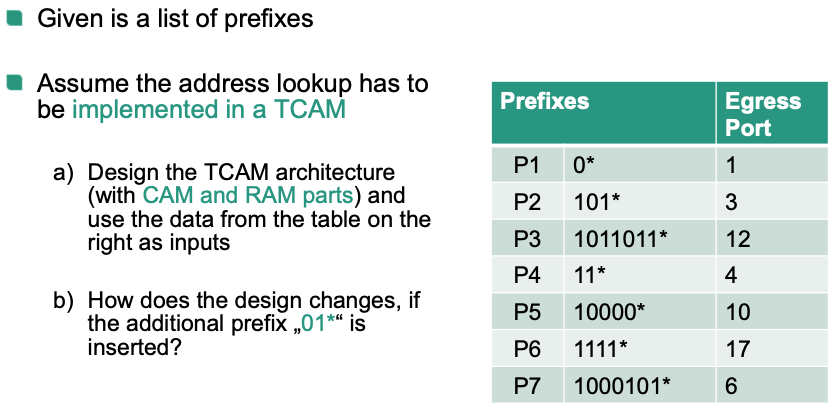 Given is a list of prefixes
Assume the address lookup has to
be implemented in a TCAM
a) Design the TCAM architecture
(with CAM and RAM parts) and
use the data from the table on the
right as inputs
b) How does the design changes, if
the additional prefix „01*“ is
inserted?
Prefixes Egress
Port
P1 0* 1
P2 101* 3
P3 1011011* 12
P4 11* 4
P5 10000* 10
P6 1111* 17
P7 1000101* 6